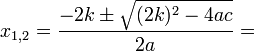 x_{1,2} = \frac{-2k \pm \sqrt{(2k)^2 - 4ac}}{2a} =